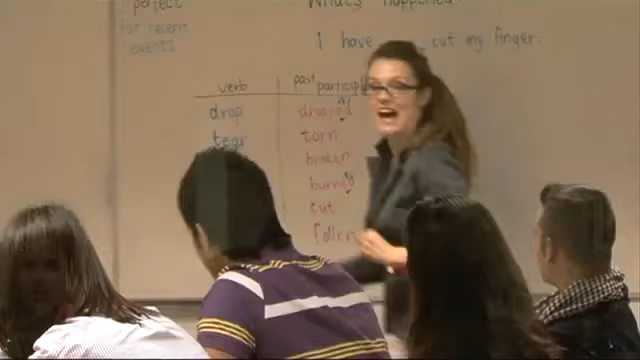 perfect
for recent
events
What's happened?
I have ___ cut my finger.
verb past participle
drop dropped
tear torn
broken
burned
cut
fallen